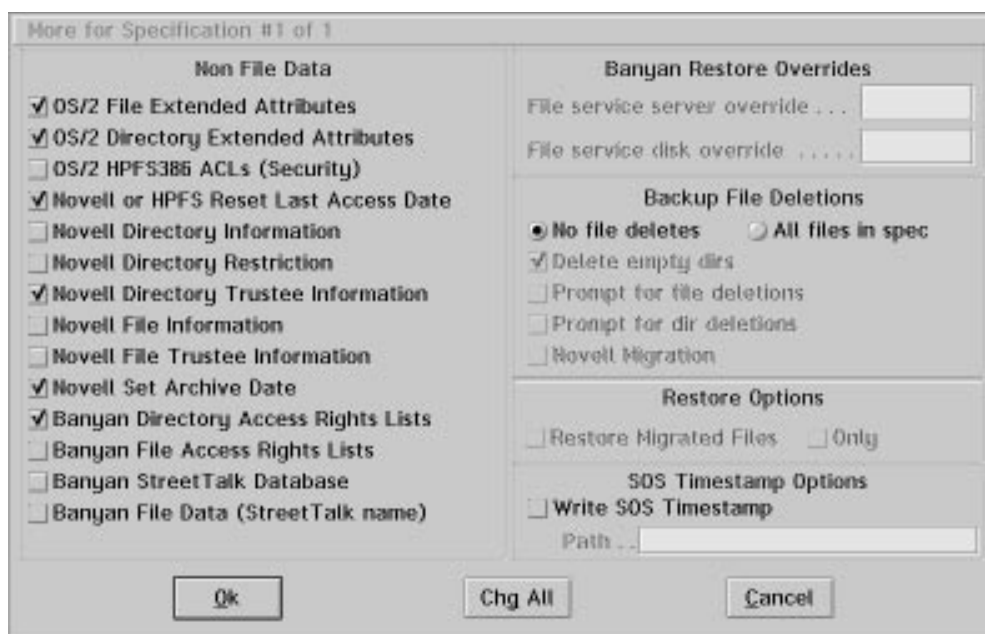 More for Specification #1 of 1
Non File Data
OS/2 File Extended Attributes
OS/2 Directory Extended Attributes
OS/2 HPFS386 ACLs (Security)
Novell or HPFS Reset Last Access Date
Novell Directory Information
Novell Directory Restriction
Novell Directory Trustee Information
Novell File Information
Novell File Trustee Information
Novell Set Archive Date
Banyan Directory Access Rights Lists
Banyan File Access Rights Lists
Banyan StreetTalk Database
Banyan File Data (StreetTalk name)
Banyan Restore Overrides
File service server override . . .
File service disk override . . . . .
Backup File Deletions
No file deletes All files in spec
Delete empty dirs
Prompt for file deletions
Prompt for dir deletions
Novell Migration
Restore Options
Restore Migrated Files Only
SOS Timestamp Options
Write SOS Timestamp
Path . .
Ok Chg All Cancel